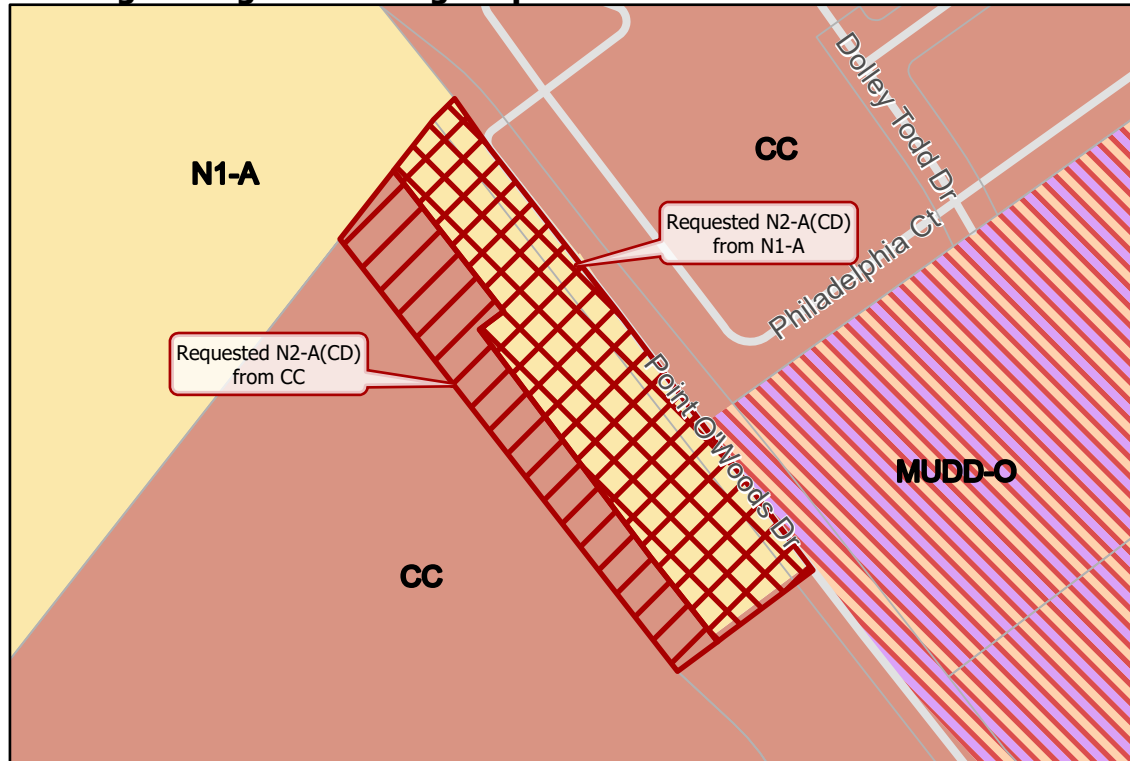 Dolley Todd Dr
CC
N1-A
Requested N2-A(CD)
from N1-A
Philadelphia Ct
Requested N2-A(CD)
from CC
Point O'Woods Dr
MUDD-O
CC